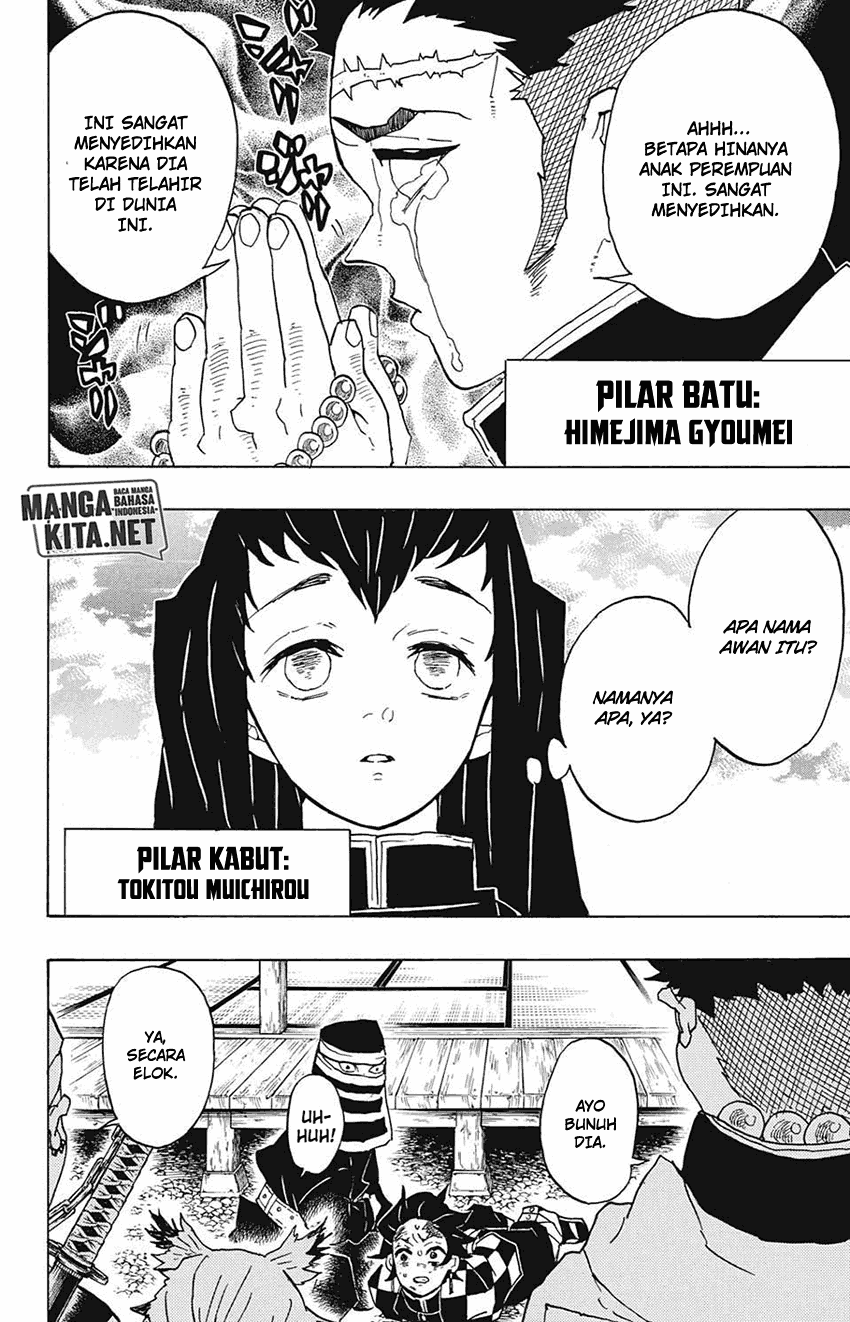 AHHH...
BETAPA HINANYA
ANAK PEREMPUAN
INI. SANGAT
MENYEDIHKAN.
INI SANGAT
MENYEDIHKAN
KARENA DIA
TELAH TELAHIR
DI DUNIA
INI.
PILAR BATU:
HIMEJIMA GYOUMEI
MANGA
KITA.NET
BACA MANGA
BAHASA
INDONESIA
APA NAMA
AWAN ITU?
NAMANYA
APA, YA?
PILAR KABUT:
TOKITOU MUICHIROU
AYO
BUNUH
DIA.
UH-
HUH!
YA,
SECARA
ELOK.